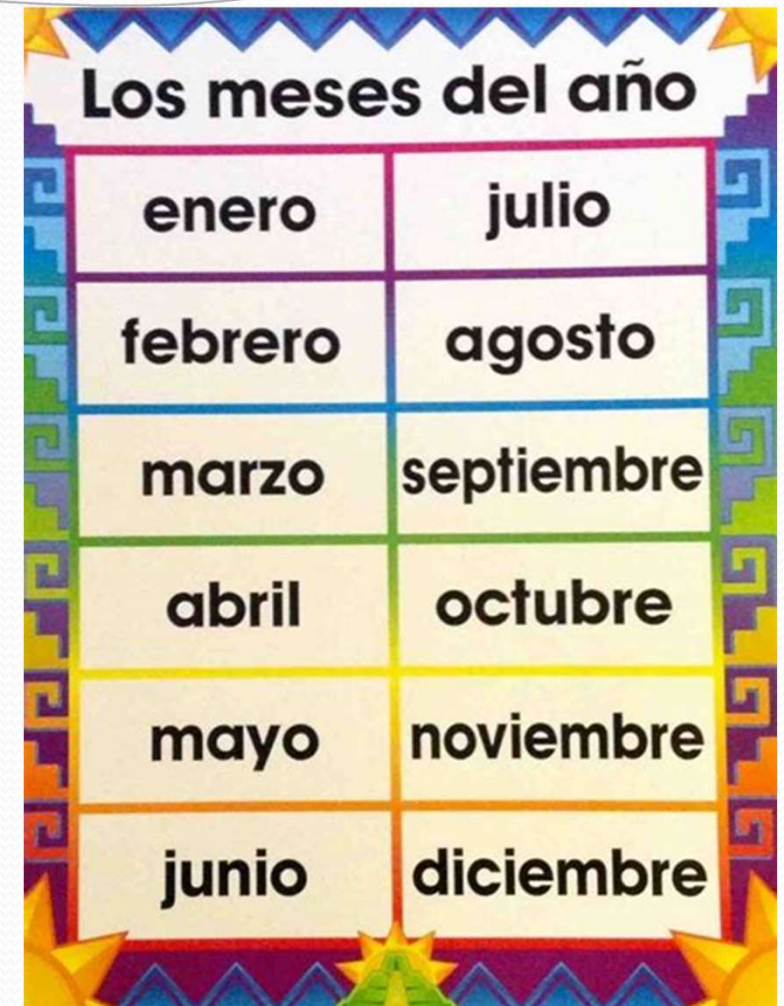 Los meses del año
enero
febrero
marzo
abril
mayo
junio
julio
agosto
septiembre
octubre
noviembre
diciembre